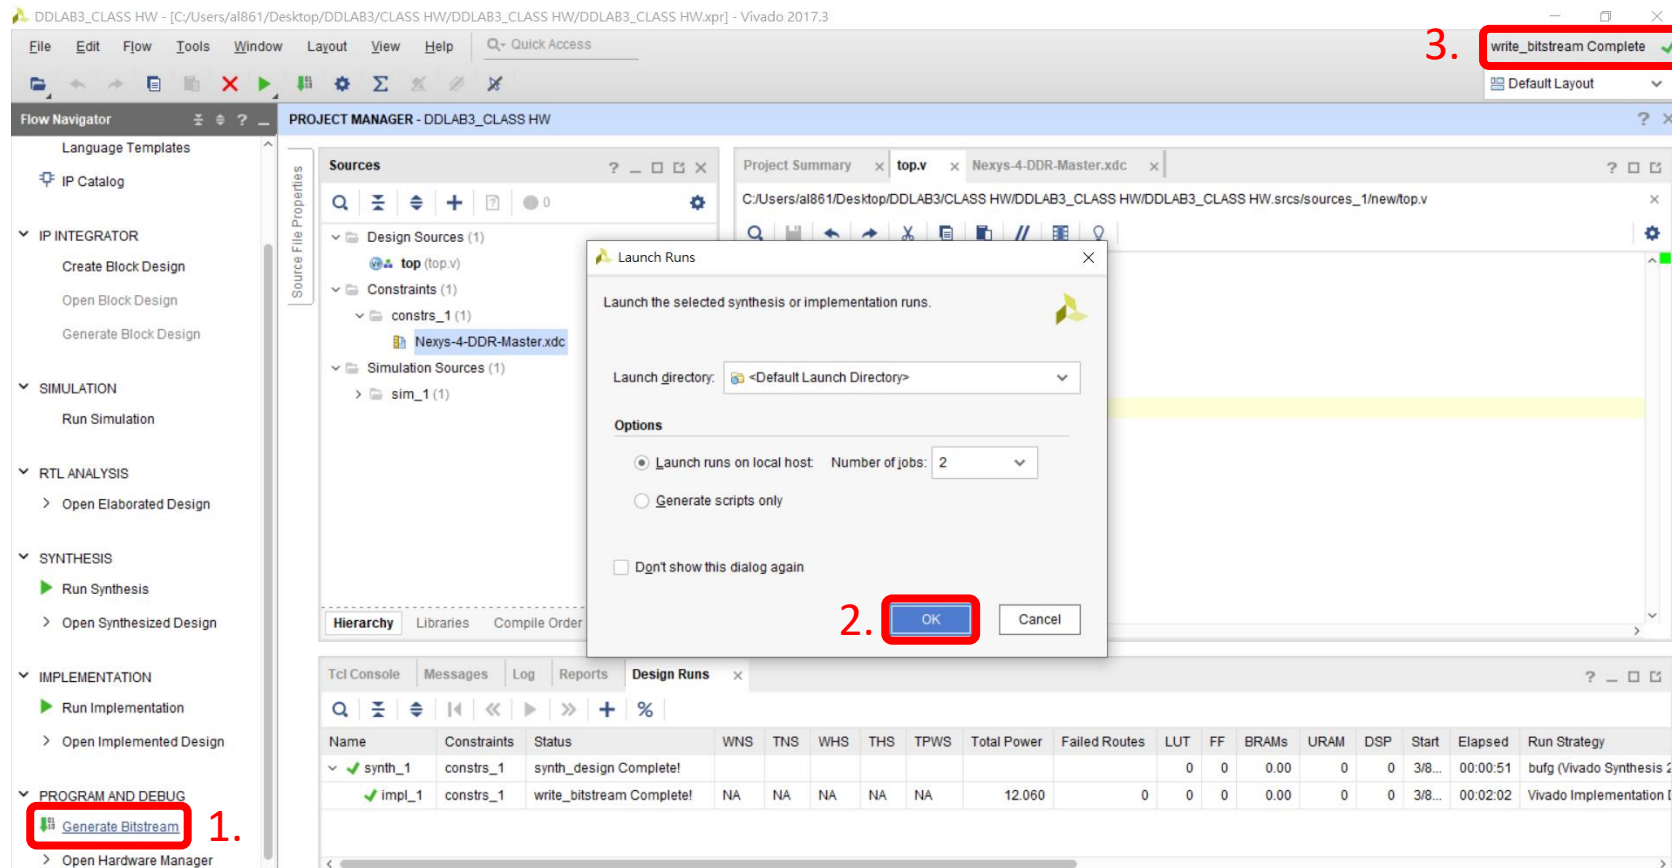 DDLAB3_CLASS HW - [C:/Users/al861/Desktop/DDLAB3/CLASS HW/DDLAB3_CLASS HW/DDLAB3_CLASS HW.xpr] - Vivado 2017.3
File Edit Flow Tools Window Layout View Help Quick Access
3. write_bitstream Complete
Default Layout
Flow Navigator
PROJECT MANAGER - DDLAB3_CLASS HW
Language Templates
IP Catalog
IP INTEGRATOR
Create Block Design
Open Block Design
Generate Block Design
SIMULATION
Run Simulation
RTL ANALYSIS
Open Elaborated Design
SYNTHESIS
Run Synthesis
Open Synthesized Design
IMPLEMENTATION
Run Implementation
Open Implemented Design
PROGRAM AND DEBUG
Generate Bitstream 1.
Open Hardware Manager
Source File Properties
Sources
0
Design Sources (1)
top (top.v)
Constraints (1)
constrs_1 (1)
Nexys-4-DDR-Master.xdc
Simulation Sources (1)
sim_1 (1)
Hierarchy Libraries Compile Order
Project Summary top.v Nexys-4-DDR-Master.xdc
C:/Users/al861/Desktop/DDLAB3/CLASS HW/DDLAB3_CLASS HW/DDLAB3_CLASS HW.srcs/sources_1/new/top.v
Launch Runs
Launch the selected synthesis or implementation runs.
Launch directory: <Default Launch Directory>
Options
Launch runs on local host: Number of jobs: 2
Generate scripts only
Don't show this dialog again
2. OK Cancel
Tcl Console Messages Log Reports Design Runs
Name Constraints Status WNS TNS WHS THS TPWS Total Power Failed Routes LUT FF BRAMs URAM DSP Start Elapsed Run Strategy
synth_1 constrs_1 synth_design Complete! 0 0 0.00 0 0 3/8... 00:00:51 bufg (Vivado Synthesis 2
impl_1 constrs_1 write_bitstream Complete! NA NA NA NA NA 12.060 0 0 0 0.00 0 0 3/8... 00:02:02 Vivado Implementation D